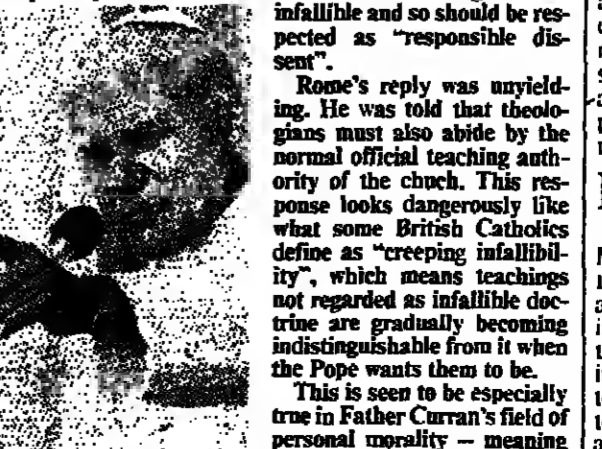 infallible and so should be res-
pected as "responsible dis-
sent".
Rome's reply was unyield-
ing. He was told that theolo-
gians must also abide by the
normal official teaching auth-
ority of the chuch. This res-
ponse looks dangerously like
what some British Catholics
define as "creeping infallibil-
ity", which means teachings
not regarded as infallible doc-
trine are gradually becoming
indistinguishable from it when
the Pope wants them to be.
This is seen to be especially
true in Father Curran's field of
personal morality — meaning